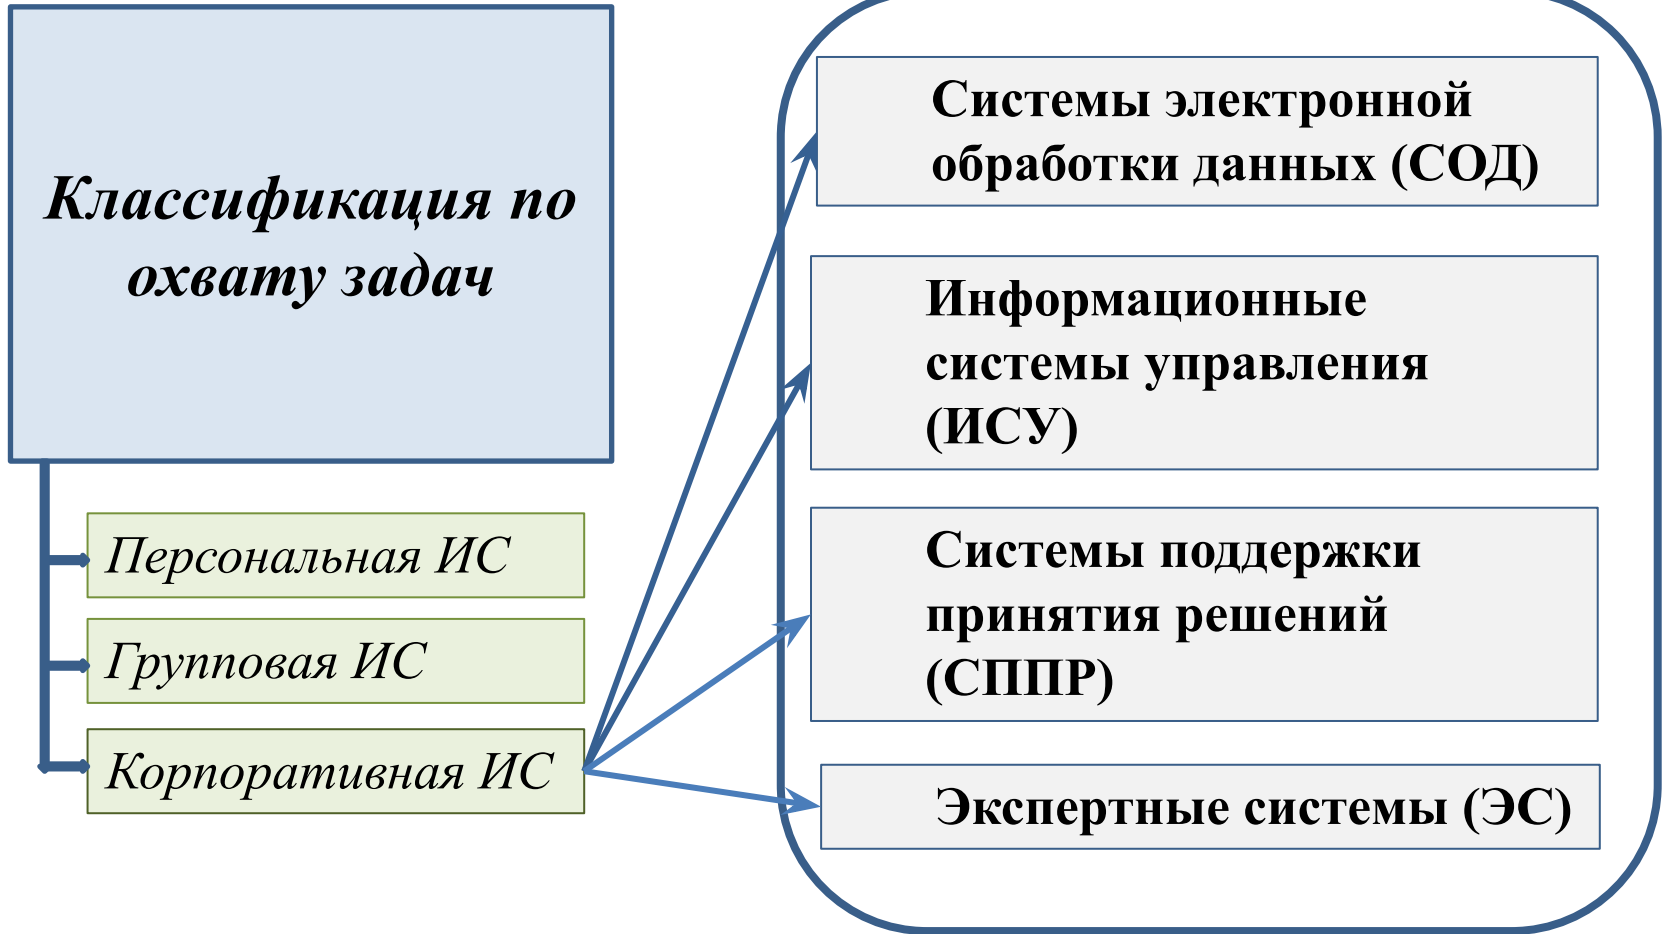 Классификация по
охвату задач
Персональная ИС
Групповая ИС
Корпоративная ИС
Системы электронной
обработки данных (СОД)
Информационные
системы управления
(ИСУ)
Системы поддержки
принятия решений
(СППР)
Экспертные системы (ЭС)